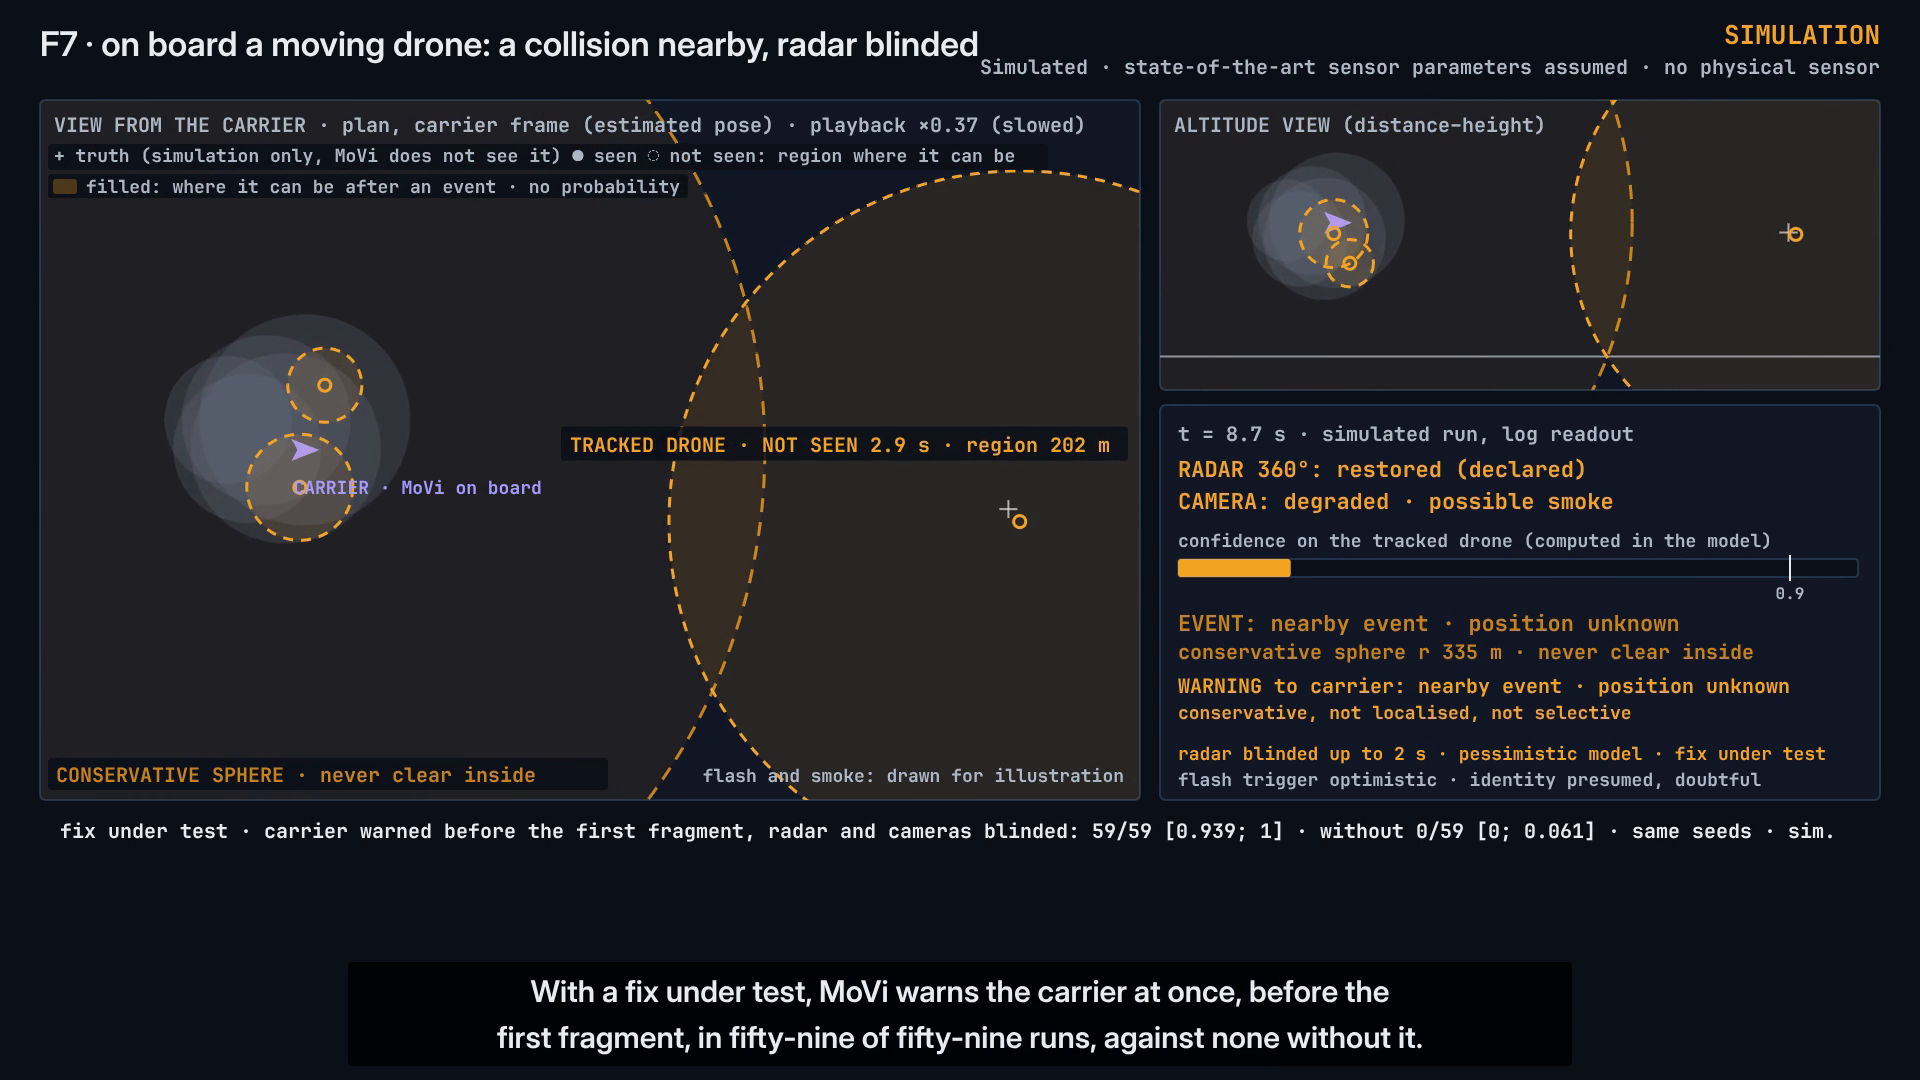 F7 · on board a moving drone: a collision nearby, radar blinded
SIMULATION
Simulated · state-of-the-art sensor parameters assumed · no physical sensor
VIEW FROM THE CARRIER · plan, carrier frame (estimated pose) · playback ×0.37 (slowed)
+ truth (simulation only, MoVi does not see it) ● seen ◌ not seen: region where it can be
filled: where it can be after an event · no probability
TRACKED DRONE · NOT SEEN 2.9 s · region 202 m
CARRIER · MoVi on board
CONSERVATIVE SPHERE · never clear inside
flash and smoke: drawn for illustration
ALTITUDE VIEW (distance-height)
t = 8.7 s · simulated run, log readout
RADAR 360°: restored (declared)
CAMERA: degraded · possible smoke
confidence on the tracked drone (computed in the model)
0.9
EVENT: nearby event · position unknown
conservative sphere r 335 m · never clear inside
WARNING to carrier: nearby event · position unknown
conservative, not localised, not selective
radar blinded up to 2 s · pessimistic model · fix under test
flash trigger optimistic · identity presumed, doubtful
fix under test · carrier warned before the first fragment, radar and cameras blinded: 59/59 [0.939; 1] · without 0/59 [0; 0.061] · same seeds · sim.
With a fix under test, MoVi warns the carrier at once, before the
first fragment, in fifty-nine of fifty-nine runs, against none without it.